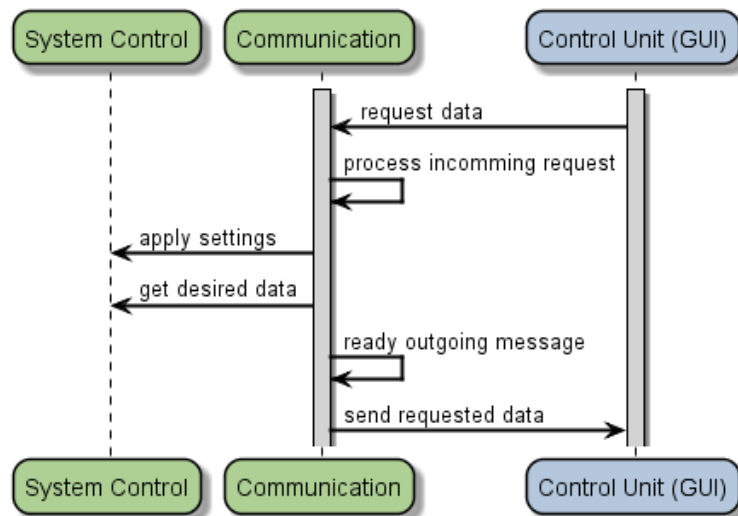 System Control
Communication
Control Unit (GUI)
request data
process incomming request
apply settings
get desired data
ready outgoing message
send requested data
System Control
Communication
Control Unit (GUI)